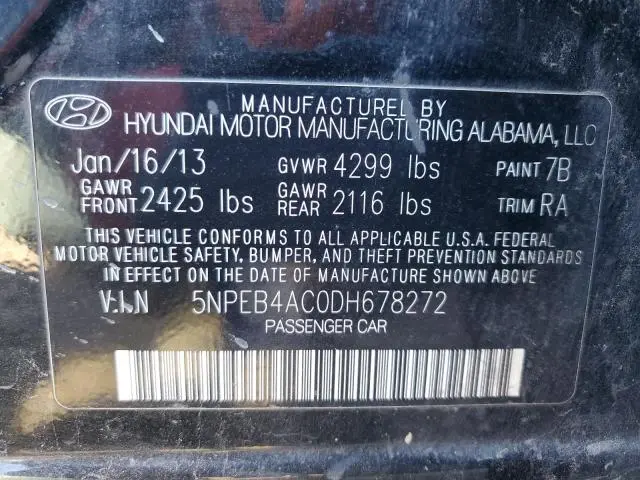 MANUFACTURED BY
HYUNDAI MOTOR MANUFACTURING ALABAMA, LLC
Jan/16/13 GVWR 4299 lbs PAINT 7B
GAWR FRONT 2425 lbs GAWR REAR 2116 lbs TRIM RA
THIS VEHICLE CONFORMS TO ALL APPLICABLE U.S.A. FEDERAL
MOTOR VEHICLE SAFETY, BUMPER, AND THEFT PREVENTION STANDARDS
IN EFFECT ON THE DATE OF MANUFACTURE SHOWN ABOVE.
V.I.N 5NPEB4AC0DH678272
PASSENGER CAR